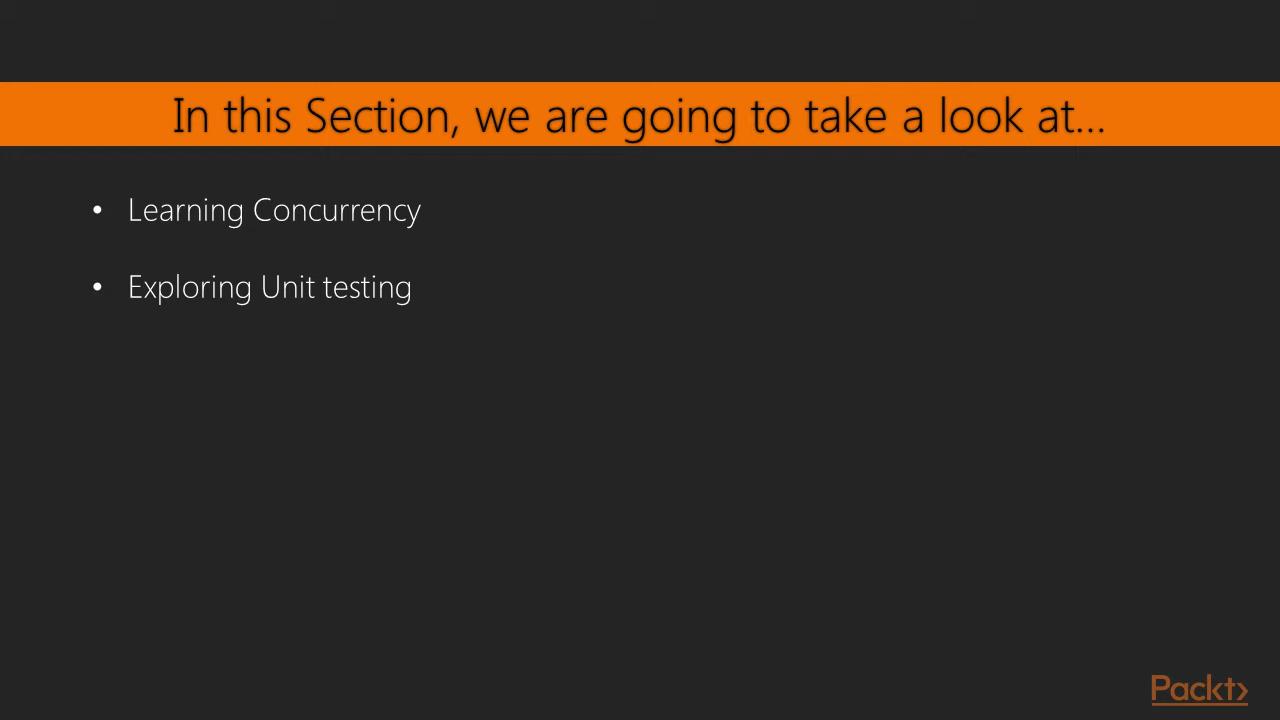 In this Section, we are going to take a look at...
• Learning Concurrency
• Exploring Unit testing
Packt>